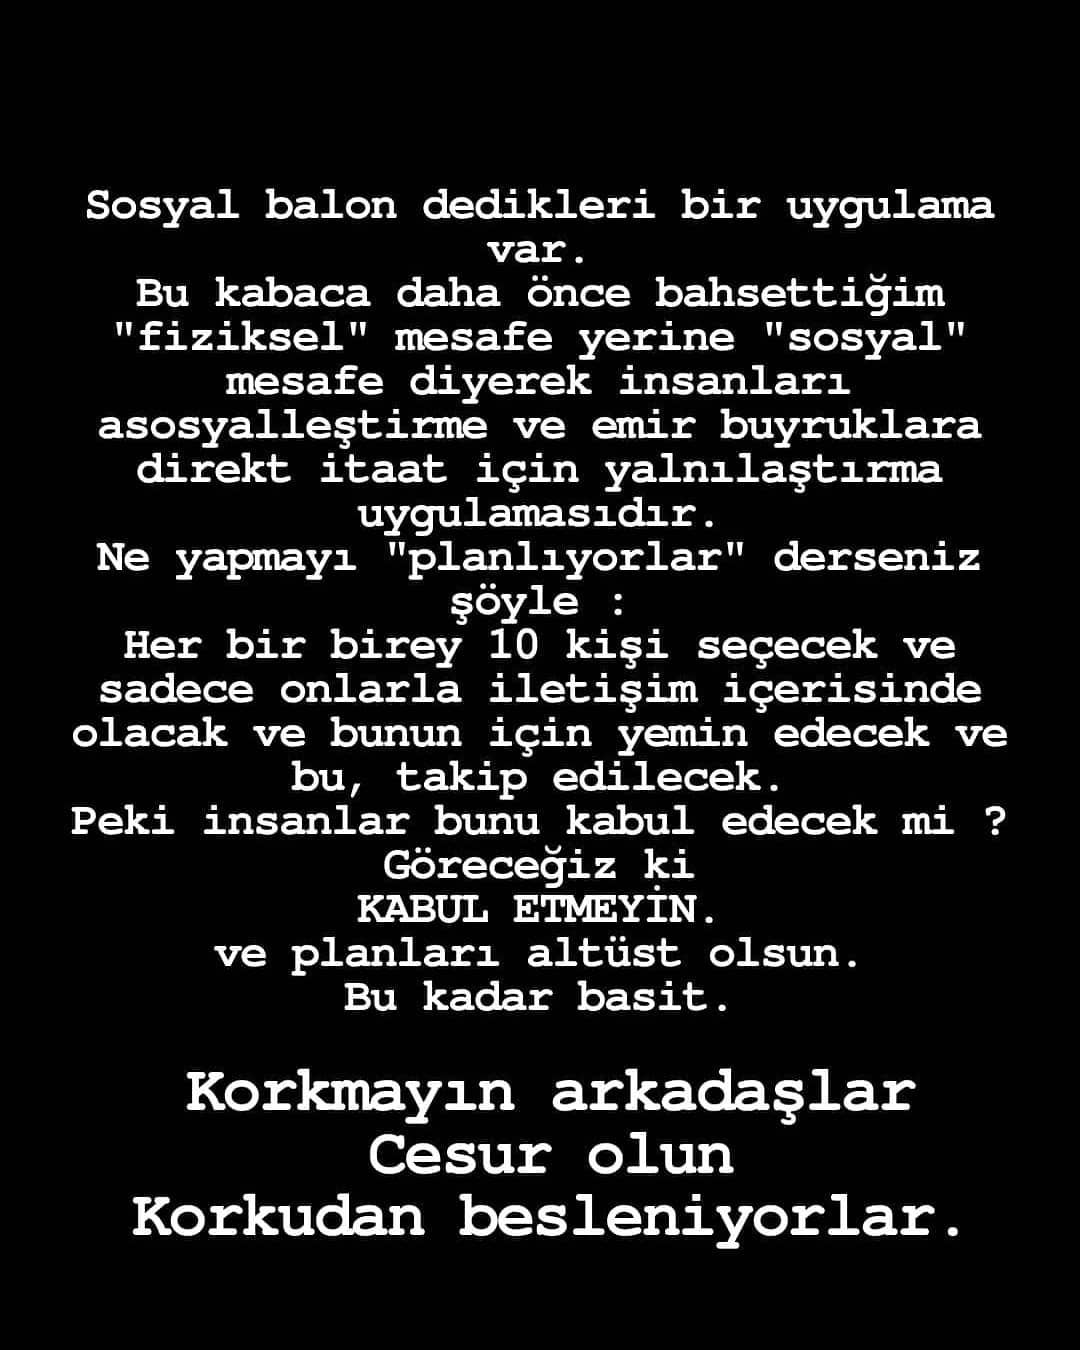 Sosyal balon dedikleri bir uygulama
var.
Bu kabaca daha önce bahsettiğim
"fiziksel" mesafe yerine "sosyal"
mesafe diyerek insanları
asosyalleştirme ve emir buyruklara
direkt itaat için yalnılaştırma
uygulamasıdır.
Ne yapmayı "planlıyorlar" derseniz
şöyle :
Her bir birey 10 kişi seçecek ve
sadece onlarla iletişim içerisinde
olacak ve bunun için yemin edecek ve
bu, takip edilecek.
Peki insanlar bunu kabul edecek mi ?
Göreceğiz ki
KABUL ETMEYİN.
ve planları altüst olsun.
Bu kadar basit.
Korkmayın arkadaşlar
Cesur olun
Korkudan besleniyorlar.